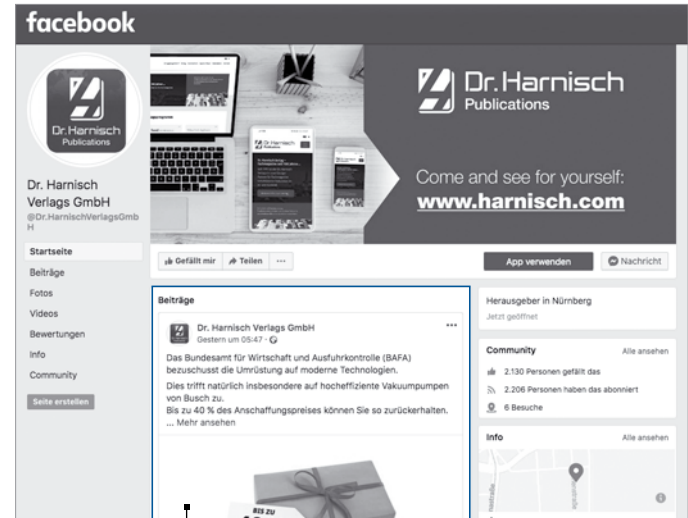 facebook
Dr. Harnisch
Publications
Dr. Harnisch
Verlags GmbH
@Dr.HarnischVerlagsGmb
H
Startseite
Beiträge
Fotos
Videos
Bewertungen
Info
Community
Seite erstellen
Dr. Harnisch
Publications
Come and see for yourself:
www.harnisch.com
Gefällt mir Teilen ...
App verwenden Nachricht
Beiträge
Dr. Harnisch Verlags GmbH ...
Gestern um 05:47 ·
Das Bundesamt für Wirtschaft und Ausfuhrkontrolle (BAFA)
bezuschusst die Umrüstung auf moderne Technologien.
Dies trifft natürlich insbesondere auf hocheffiziente Vakuumpumpen
von Busch zu.
Bis zu 40 % des Anschaffungspreises können Sie so zurückerhalten.
... Mehr ansehen
BIS ZU
Herausgeber in Nürnberg
Jetzt geöffnet
Community Alle ansehen
2.130 Personen gefällt das
2.206 Personen haben das abonniert
6 Besuche
Info Alle ansehen